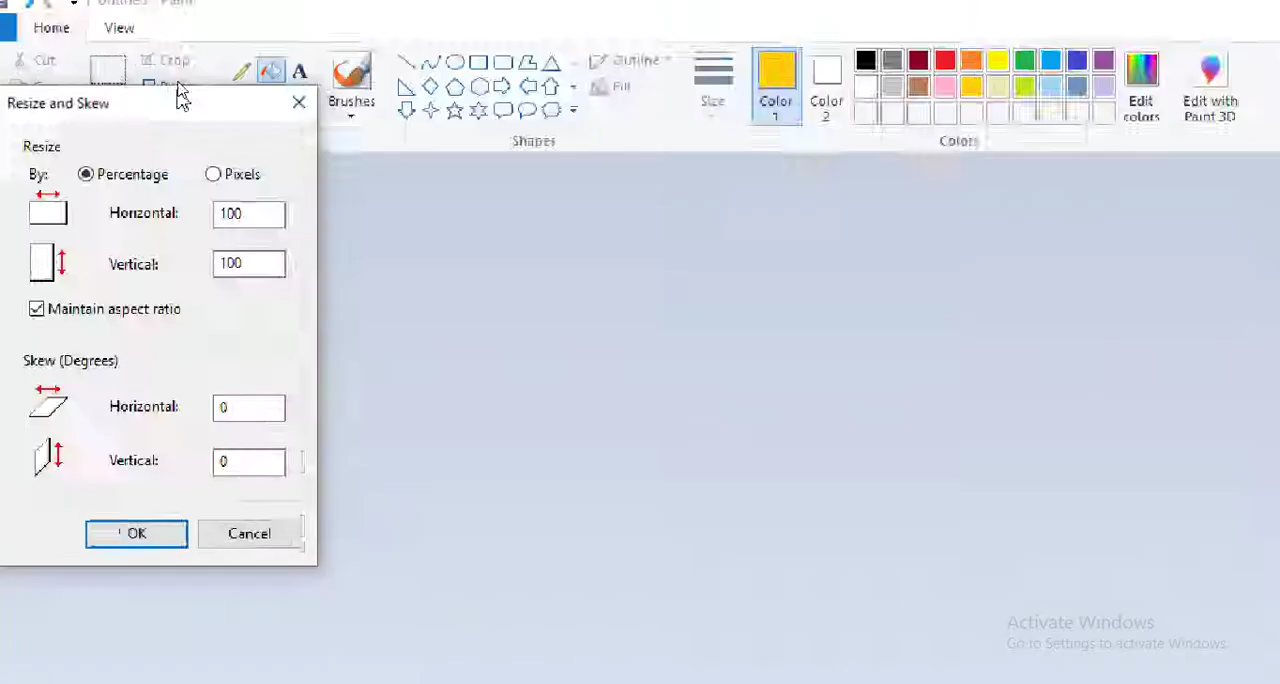 Untitled - Paint
Home
View
Cut
Crop
A
Brushes
Outline
Fill
Size
Color
1
Color
2
Edit
colors
Edit with
Paint 3D
Shapes
Colors
Resize and Skew
Resize
By:
Percentage
Pixels
Horizontal:
100
Vertical:
100
Maintain aspect ratio
Skew (Degrees)
Horizontal:
0
Vertical:
0
OK
Cancel
Activate Windows
Go to Settings to activate Windows.